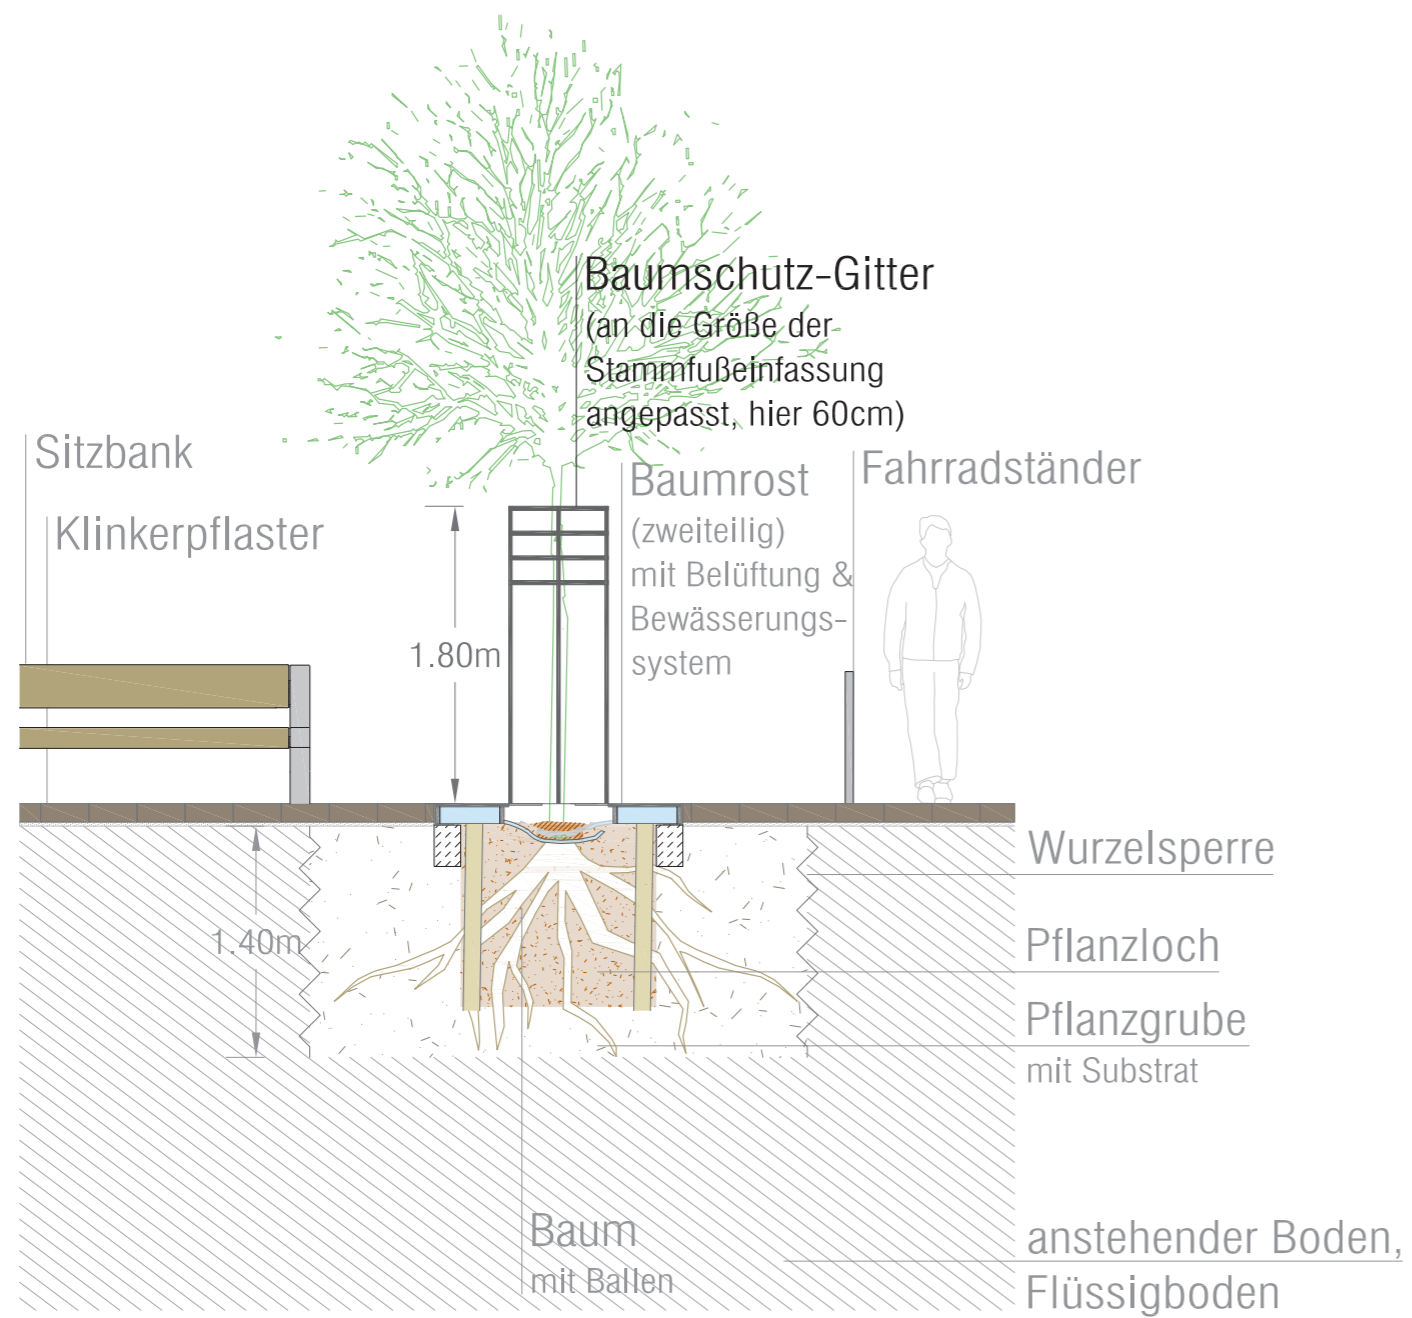 Baumschutz-Gitter
(an die Größe der
Stammfußeinfassung
angepasst, hier 60cm)
Sitzbank
Klinkerpflaster
Baumrost
(zweiteilig)
mit Belüftung &
Bewässerungs-
system
Fahrradständer
1.80m
Wurzelsperre
1.40m
Pflanzloch
Pflanzgrube
mit Substrat
Baum
mit Ballen
anstehender Boden,
Flüssigboden